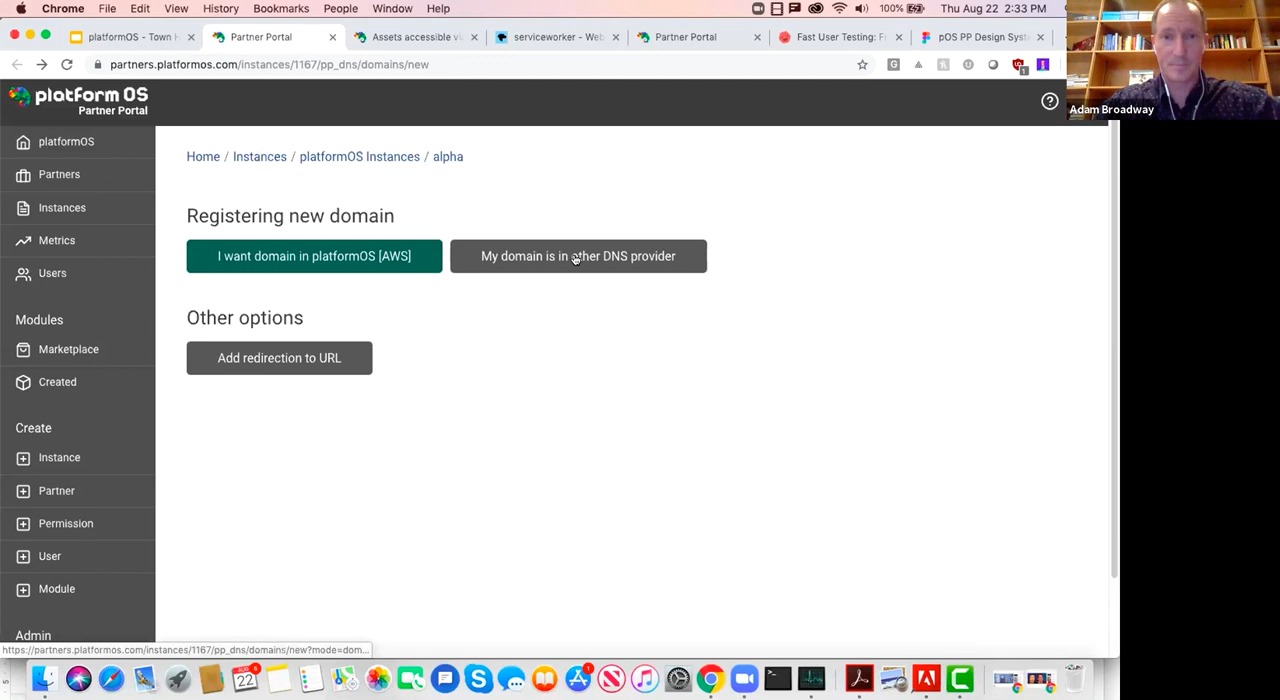 Chrome File Edit View History Bookmarks People Window Help 100% Thu Aug 22 2:33 PM
platformOS - Town H Partner Portal Assets accessible vi serviceworker - Web Partner Portal Fast User Testing: F pOS PP Design Syst
partners.platformos.com/instances/1167/pp_dns/domains/new
Adam Broadway
platform OS
Partner Portal
platformOS
Partners
Instances
Metrics
Users
Modules
Marketplace
Created
Create
Instance
Partner
Permission
User
Module
Admin
Home / Instances / platformOS Instances / alpha
Registering new domain
I want domain in platformOS [AWS] My domain is in other DNS provider
Other options
Add redirection to URL
https://partners.platformos.com/instances/1167/pp_dns/domains/new?mode=dom...
22